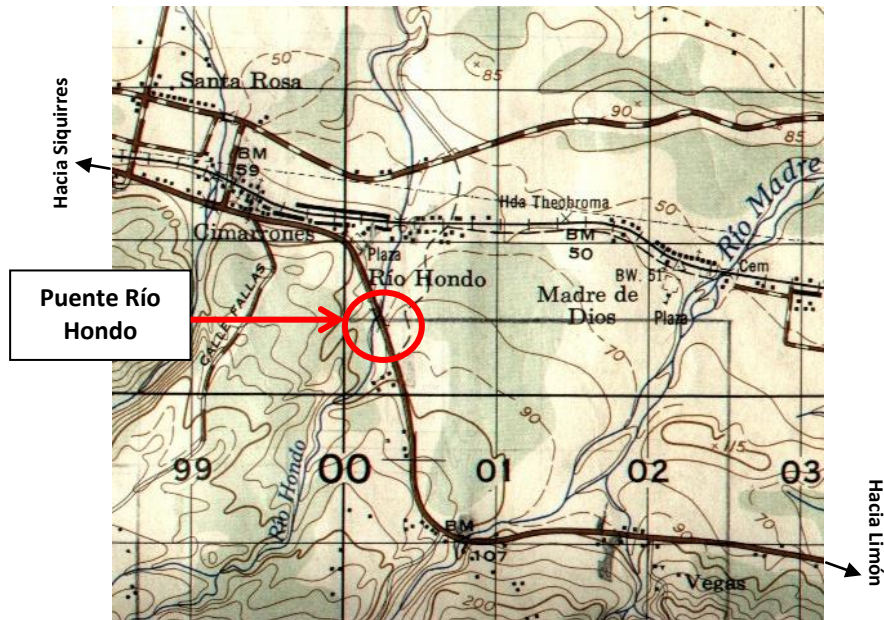 50
85
Santa Rosa
90
85
BM
59
Hacia Siquirres
Río Madre
Hda Theobroma
50
BM
50
Cimarrones
Plaza
BW. 51
Cem
Río Hondo
Madre de
Dios
Plaza
Puente Río
Hondo
CALLE FALLAS
70
90
115
99
00
01
02
03
Río Hondo
Hacia Limón
BM
107
90
70
70
Vegas
200